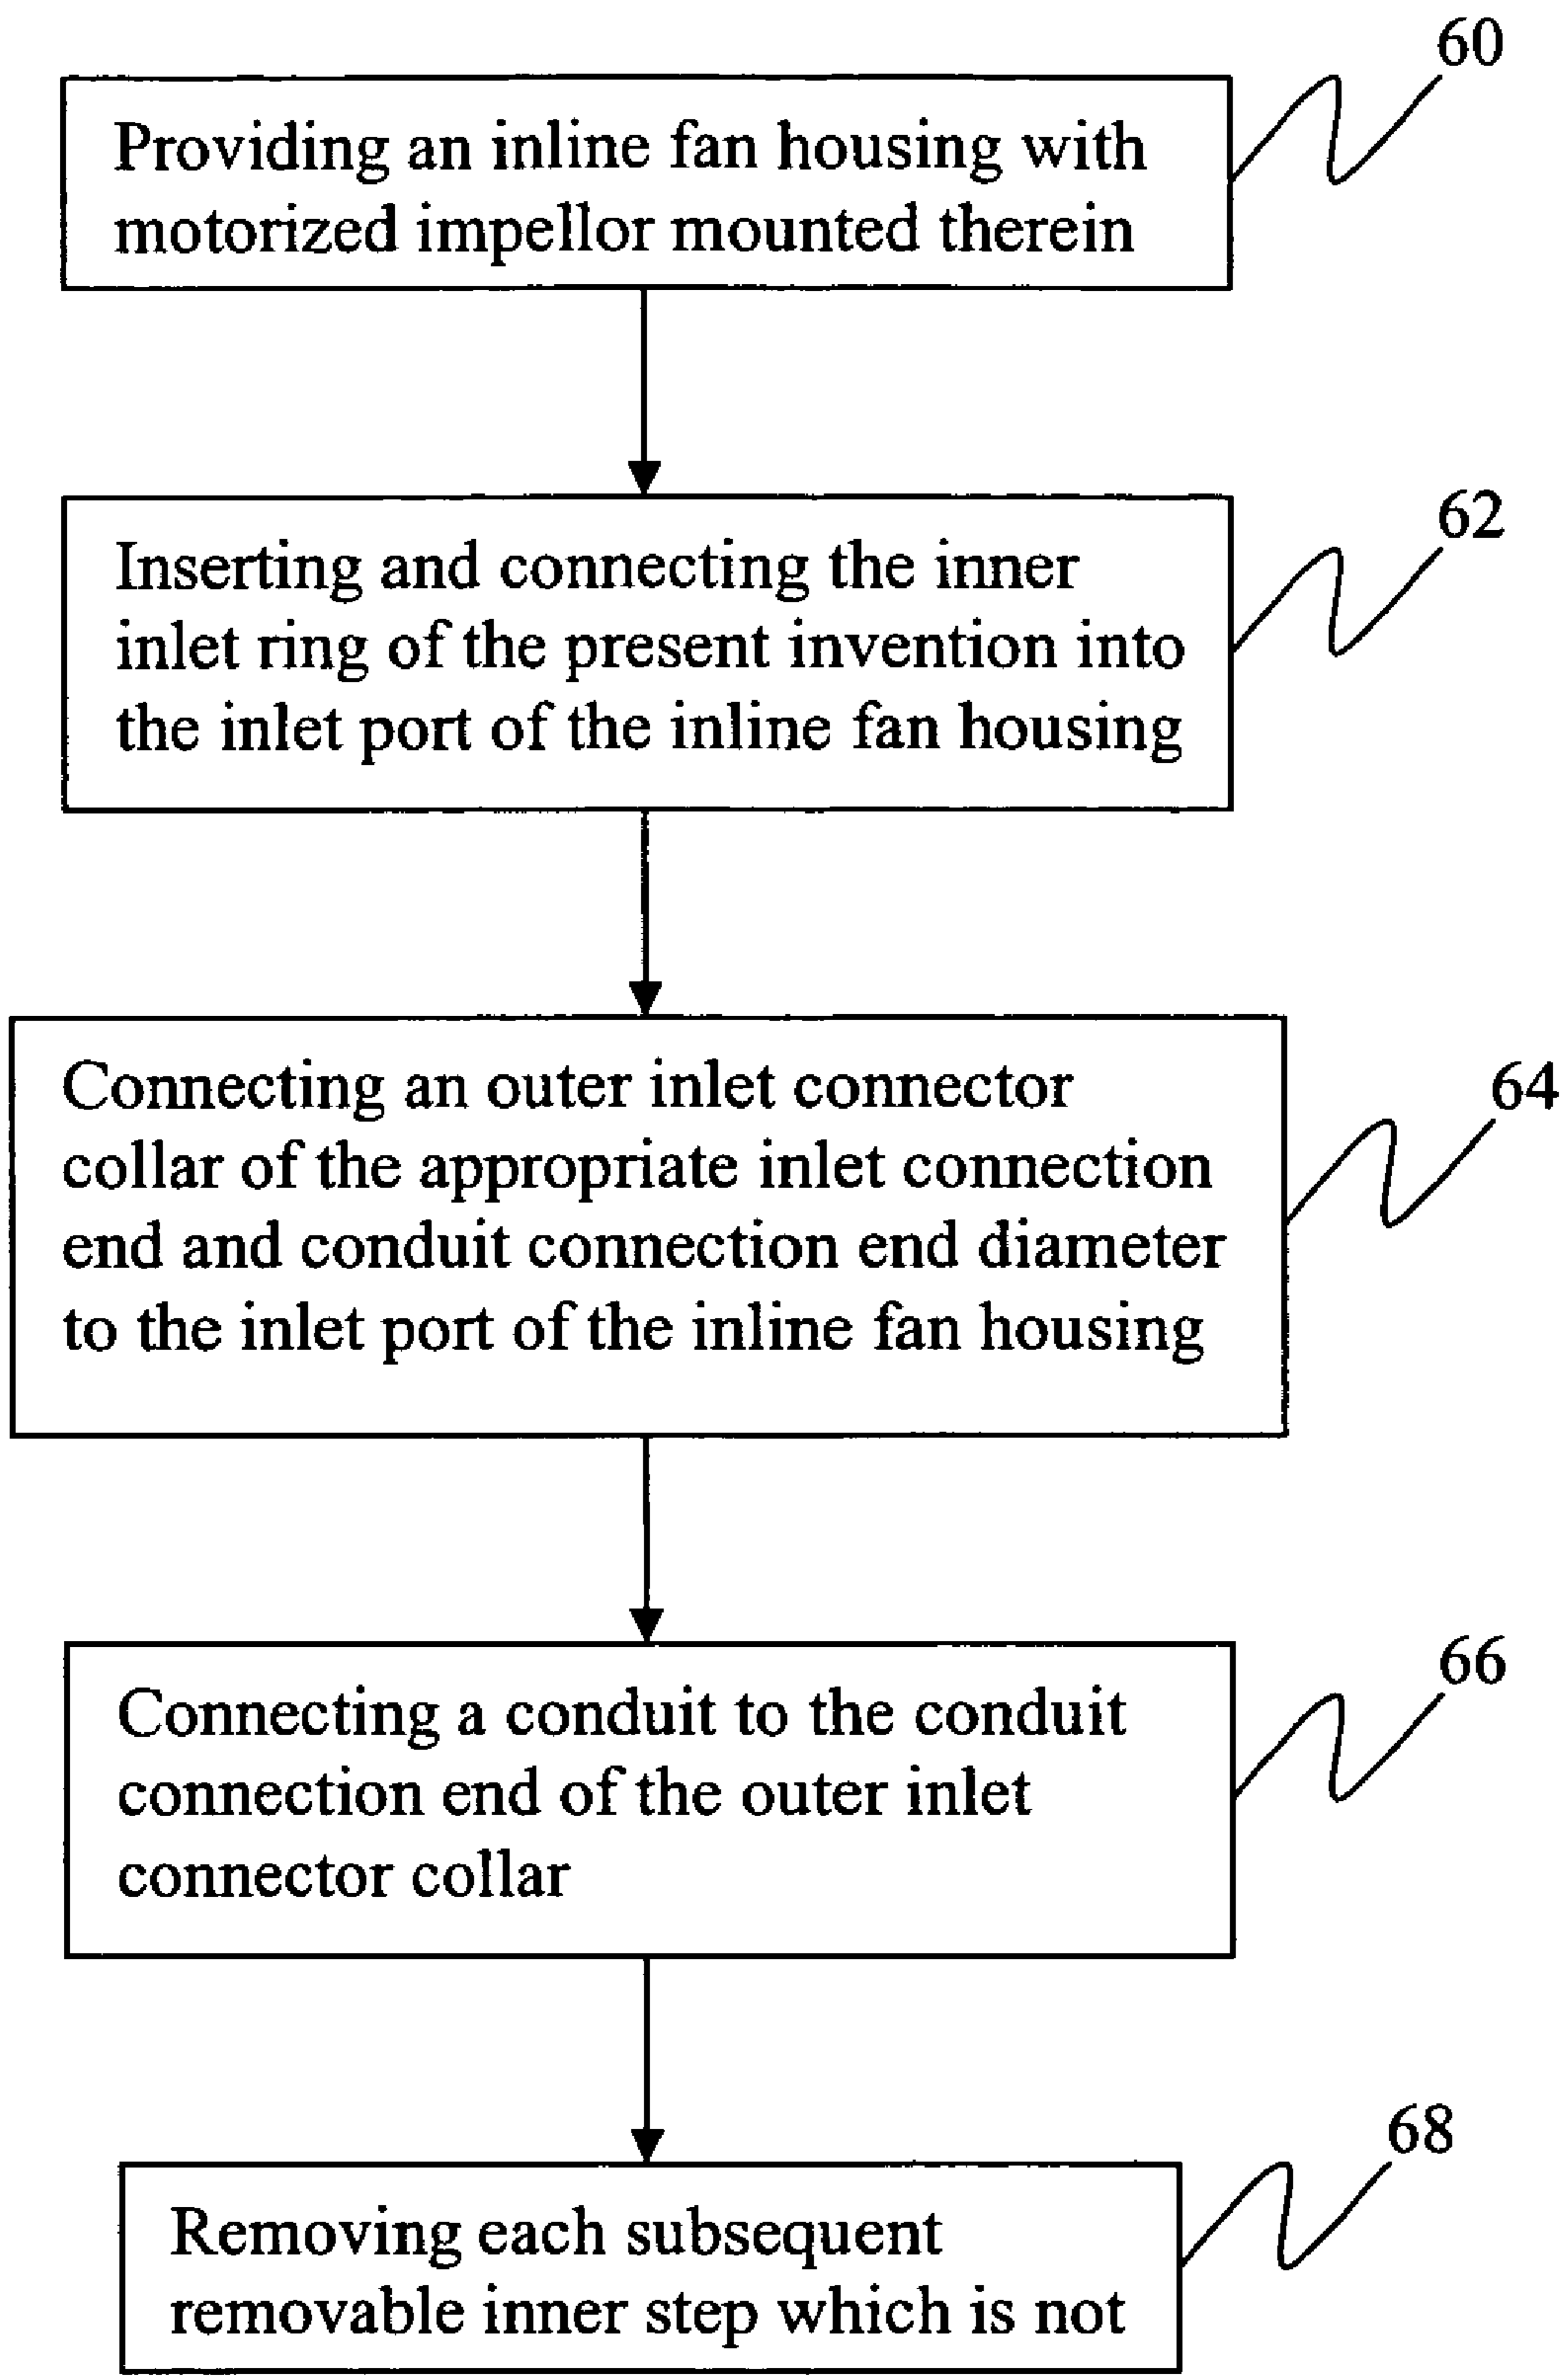 60
Providing an inline fan housing with
motorized impellor mounted therein
62
Inserting and connecting the inner
inlet ring of the present invention into
the inlet port of the inline fan housing
64
Connecting an outer inlet connector
collar of the appropriate inlet connection
end and conduit connection end diameter
to the inlet port of the inline fan housing
66
Connecting a conduit to the conduit
connection end of the outer inlet
connector collar
68
Removing each subsequent
removable inner step which is not